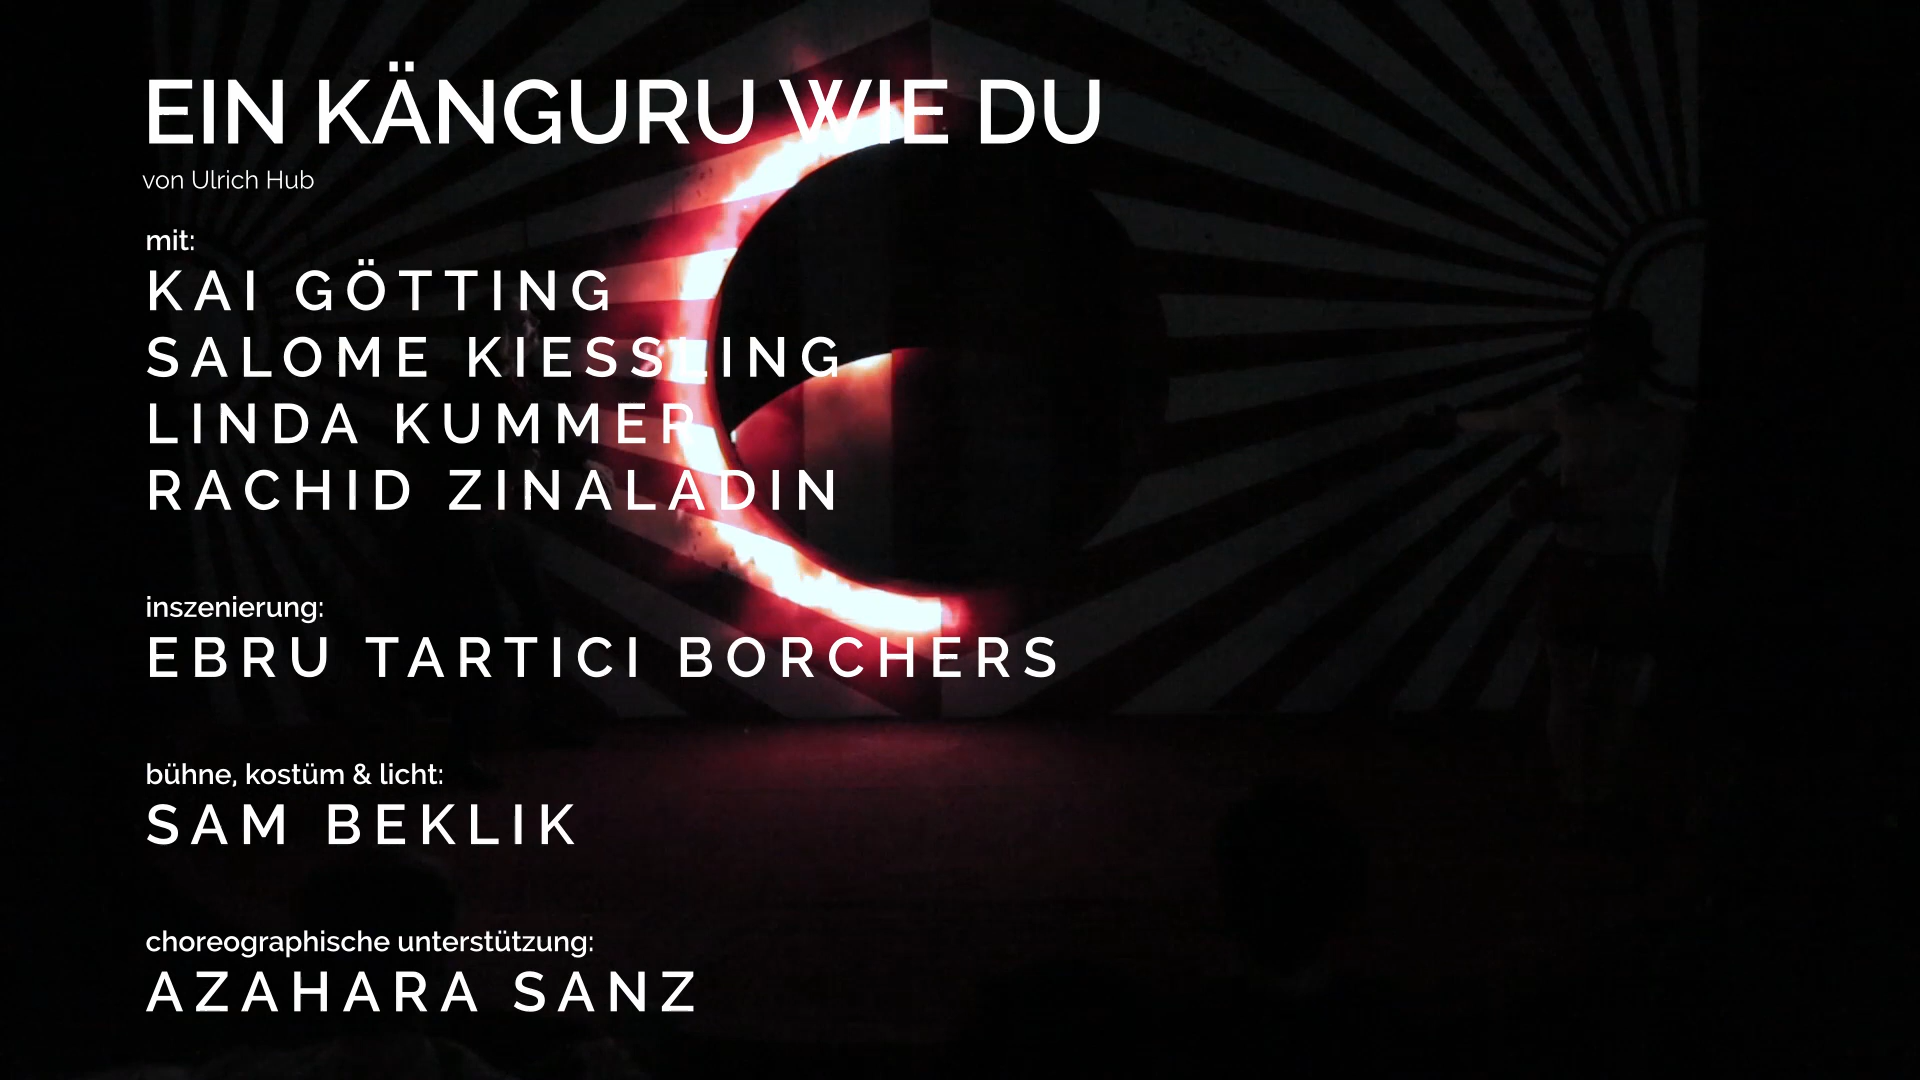 EIN KÄNGURU WIE DU
von Ulrich Hub
mit:
KAI GÖTTING
SALOME KIESSLING
LINDA KUMMER
RACHID ZINALADIN
inszenierung:
EBRU TARTICI BORCHERS
bühne, kostüm & licht:
SAM BEKLIK
choreographische unterstützung:
AZAHARA SANZ